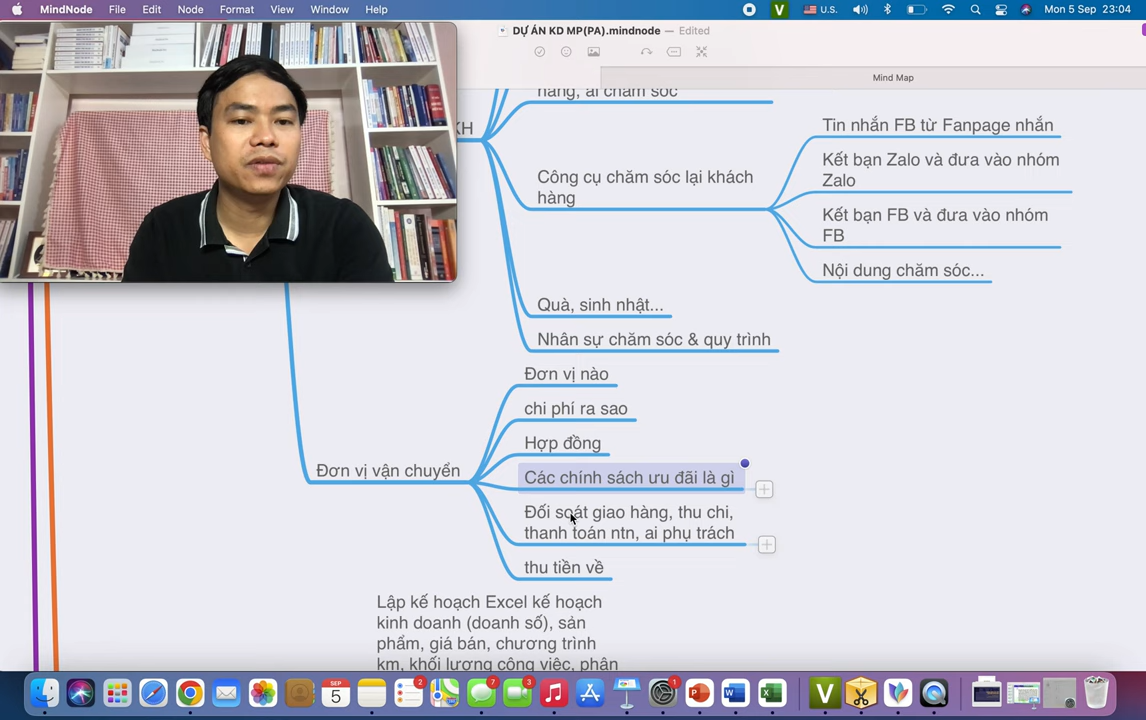 MindNode File Edit Node Format View Window Help
V U.S. Mon 5 Sep 23:04
DỰ ÁN KD MP(PA).mindnode — Edited
Mind Map
hàng, ai chăm sóc
KH
Công cụ chăm sóc lại khách
hàng
Tin nhắn FB từ Fanpage nhắn
Kết bạn Zalo và đưa vào nhóm
Zalo
Kết bạn FB và đưa vào nhóm
FB
Nội dung chăm sóc...
Quà, sinh nhật...
Nhân sự chăm sóc & quy trình
Đơn vị vận chuyển
Đơn vị nào
chi phí ra sao
Hợp đồng
Các chính sách ưu đãi là gì
Đối soát giao hàng, thu chi,
thanh toán ntn, ai phụ trách
thu tiền về
Lập kế hoạch Excel kế hoạch
kinh doanh (doanh số), sản
phẩm, giá bán, chương trình
km, khối lượng công việc, phân
SEP
5
2
7
3
1
P W X V